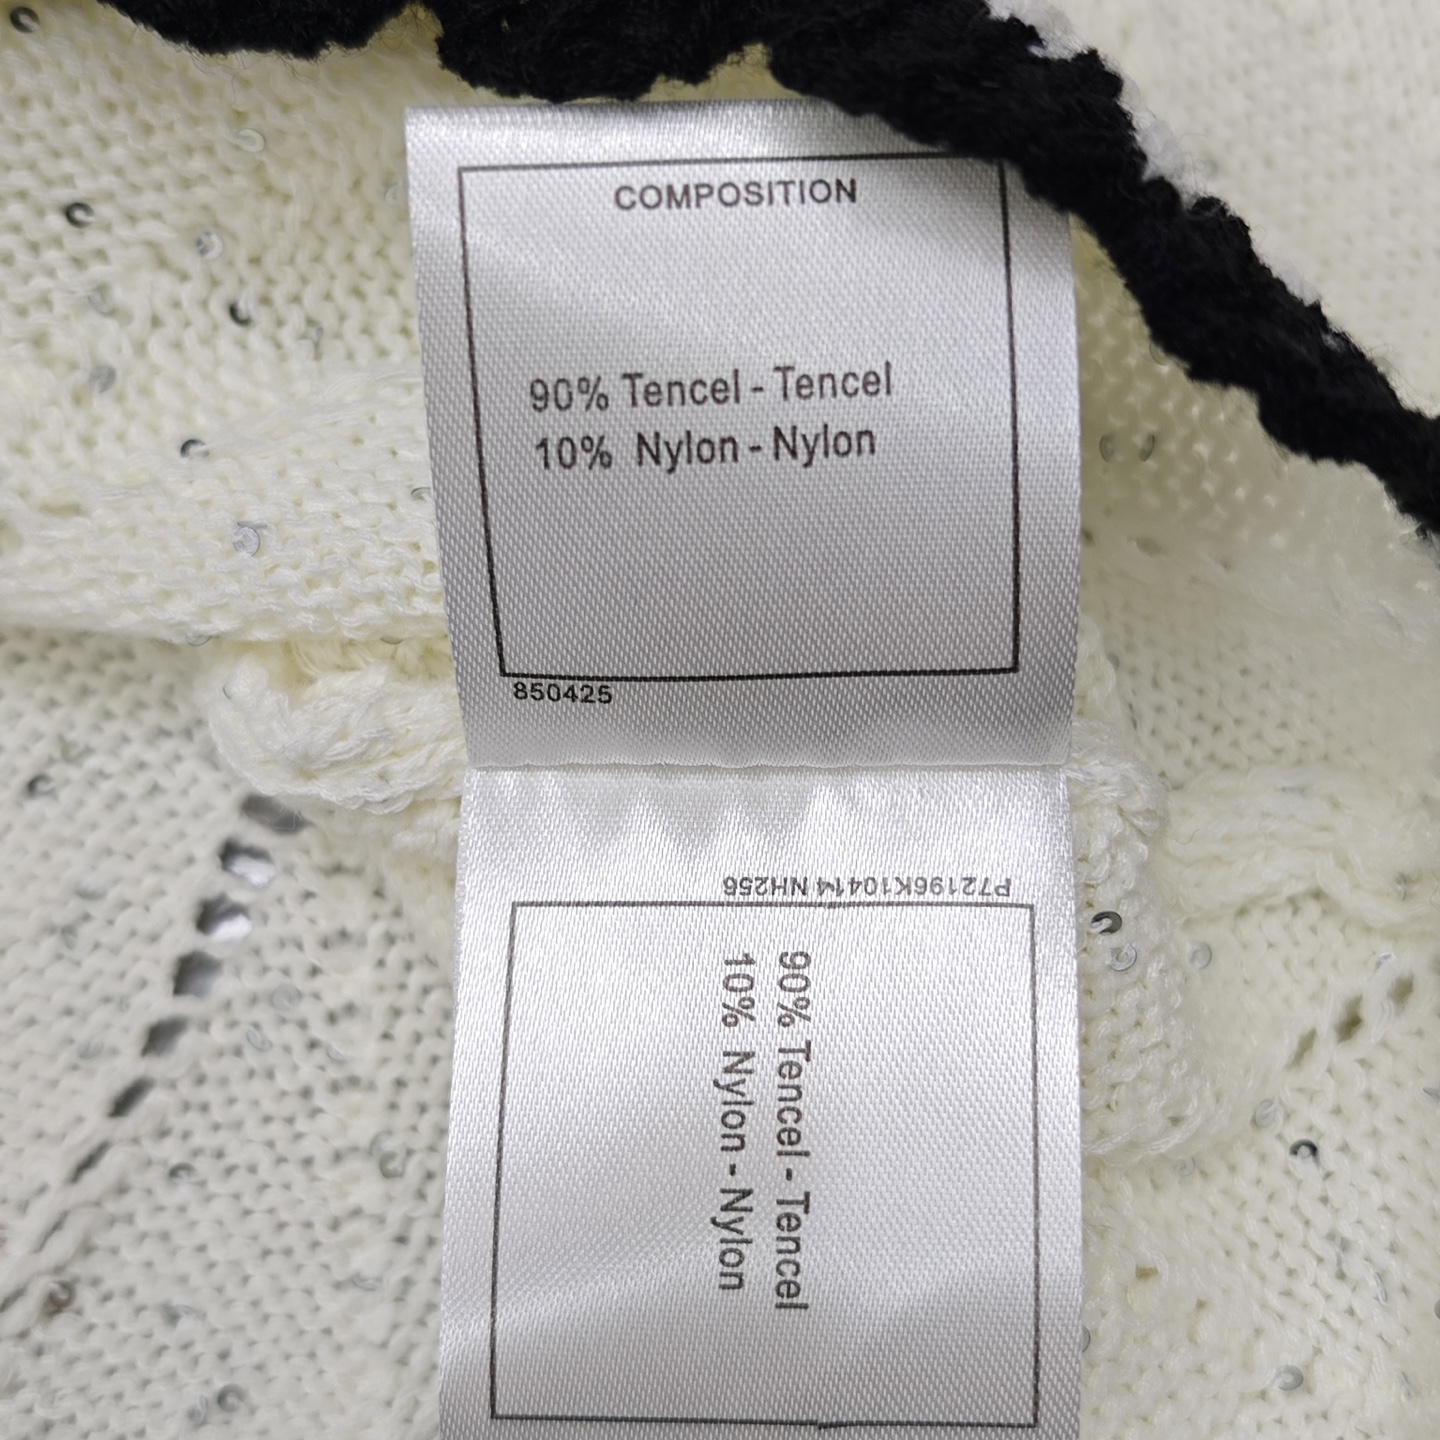 COMPOSITION
90% Tencel - Tencel
10% Nylon - Nylon
850425
P72196K10414 NH256
90% Tencel - Tencel
10% Nylon - Nylon